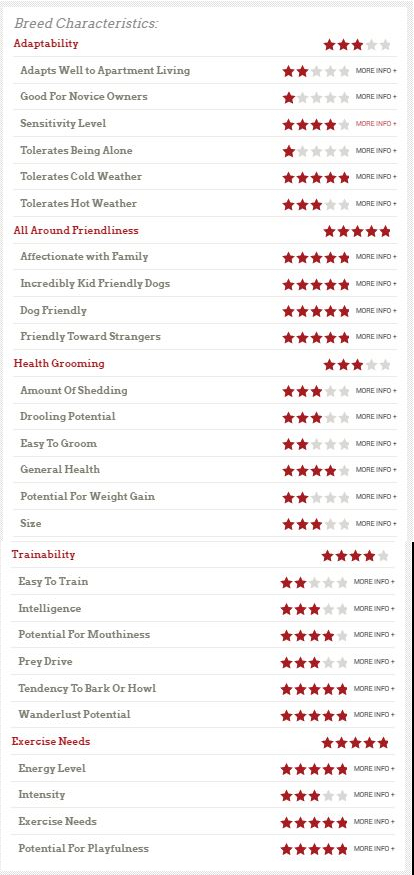 Breed Characteristics:
Adaptability
Adapts Well to Apartment Living MORE INFO +
Good For Novice Owners MORE INFO +
Sensitivity Level MORE INFO +
Tolerates Being Alone MORE INFO +
Tolerates Cold Weather MORE INFO +
Tolerates Hot Weather MORE INFO +
All Around Friendliness
Affectionate with Family MORE INFO +
Incredibly Kid Friendly Dogs MORE INFO +
Dog Friendly MORE INFO +
Friendly Toward Strangers MORE INFO +
Health Grooming
Amount Of Shedding MORE INFO +
Drooling Potential MORE INFO +
Easy To Groom MORE INFO +
General Health MORE INFO +
Potential For Weight Gain MORE INFO +
Size MORE INFO +
Trainability
Easy To Train MORE INFO +
Intelligence MORE INFO +
Potential For Mouthiness MORE INFO +
Prey Drive MORE INFO +
Tendency To Bark Or Howl MORE INFO +
Wanderlust Potential MORE INFO +
Exercise Needs
Energy Level MORE INFO +
Intensity MORE INFO +
Exercise Needs MORE INFO +
Potential For Playfulness MORE INFO +